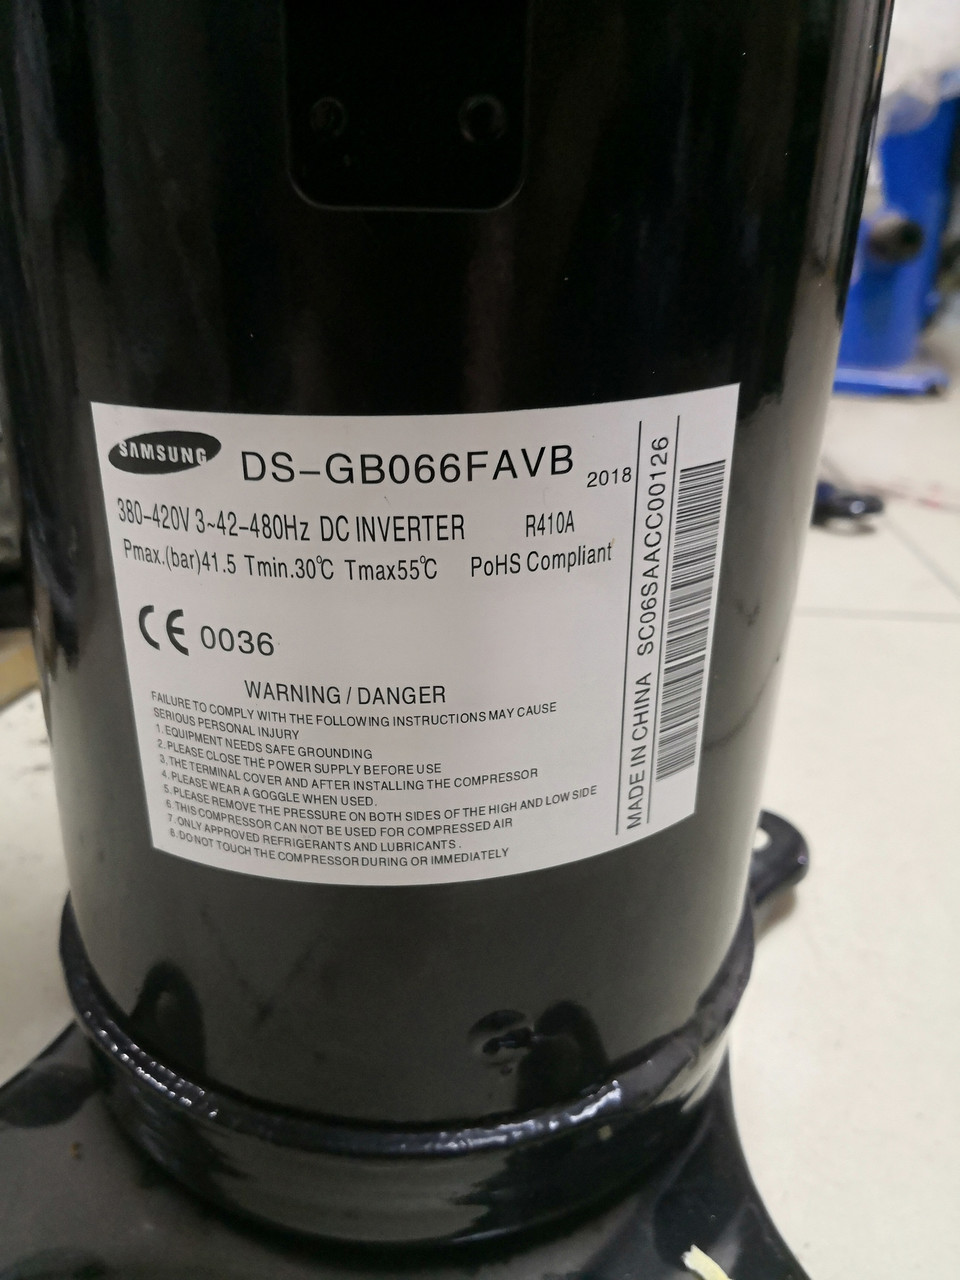 SAMSUNG
DS-GB066FAVB 2018
380-420V 3~42-480Hz DC INVERTER R410A
Pmax.(bar)41.5 Tmin.30℃ Tmax55℃ PoHS Compliant
CE 0036
WARNING / DANGER
FAILURE TO COMPLY WITH THE FOLLOWING INSTRUCTIONS MAY CAUSE
SERIOUS PERSONAL INJURY
1.EQUIPMENT NEEDS SAFE GROUNDING
2.PLEASE CLOSE THE POWER SUPPLY BEFORE USE
3.THE TERMINAL COVER AND AFTER INSTALLING THE COMPRESSOR
4.PLEASE WEAR A GOGGLE WHEN USED.
5.PLEASE REMOVE THE PRESSURE ON BOTH SIDES OF THE HIGH AND LOW SIDE
6.THIS COMPRESSOR CAN NOT BE USED FOR COMPRESSED AIR
7.ONLY APPROVED REFRIGERANTS AND LUBRICANTS.
8.DO NOT TOUCH THE COMPRESSOR DURING OR IMMEDIATELY
MADE IN CHINA SC06SAACC00126